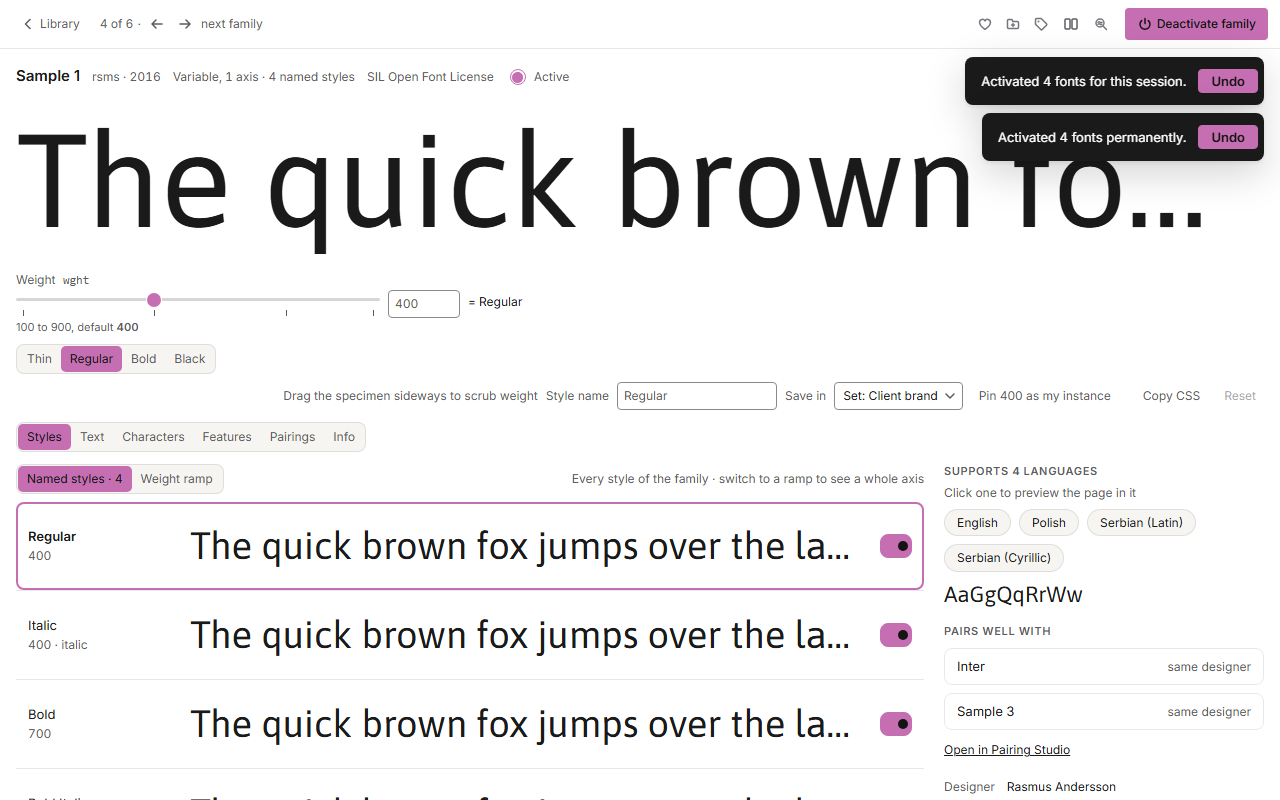 Library
4 of 6 ·
next family
Deactivate family
Sample 1
rsms · 2016
Variable, 1 axis · 4 named styles
SIL Open Font License
Active
Activated 4 fonts for this session.
Undo
Activated 4 fonts permanently.
Undo
The quick brown fo...
Weight wght
400
= Regular
100 to 900, default 400
Thin
Regular
Bold
Black
Drag the specimen sideways to scrub weight
Style name
Regular
Save in
Set: Client brand
Pin 400 as my instance
Copy CSS
Reset
Styles
Text
Characters
Features
Pairings
Info
Named styles · 4
Weight ramp
Every style of the family · switch to a ramp to see a whole axis
Regular
400
The quick brown fox jumps over the la...
Italic
400 · italic
The quick brown fox jumps over the la...
Bold
700
The quick brown fox jumps over the la...
SUPPORTS 4 LANGUAGES
Click one to preview the page in it
English
Polish
Serbian (Latin)
Serbian (Cyrillic)
AaGgQqRrWw
PAIRS WELL WITH
Inter
same designer
Sample 3
same designer
Open in Pairing Studio
Designer
Rasmus Andersson